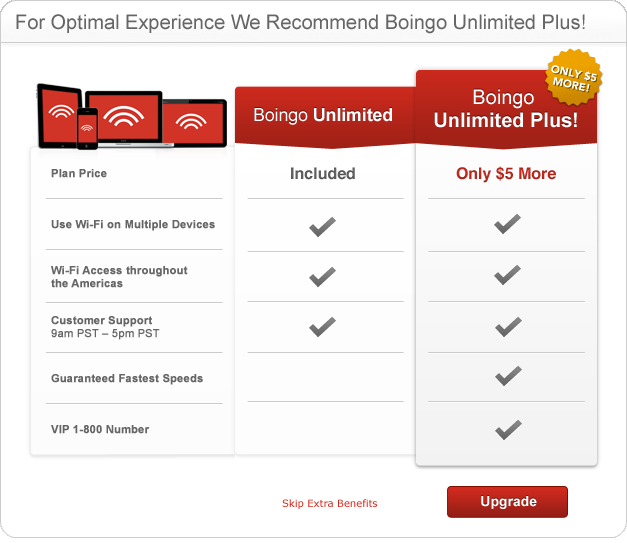 For Optimal Experience We Recommend Boingo Unlimited Plus!
ONLY $5
MORE!
Boingo Unlimited
Boingo
Unlimited Plus!
Plan Price
Included
Only $5 More
Use Wi-Fi on Multiple Devices
Wi-Fi Access throughout
the Americas
Customer Support
9am PST – 5pm PST
Guaranteed Fastest Speeds
VIP 1-800 Number
Skip Extra Benefits
Upgrade